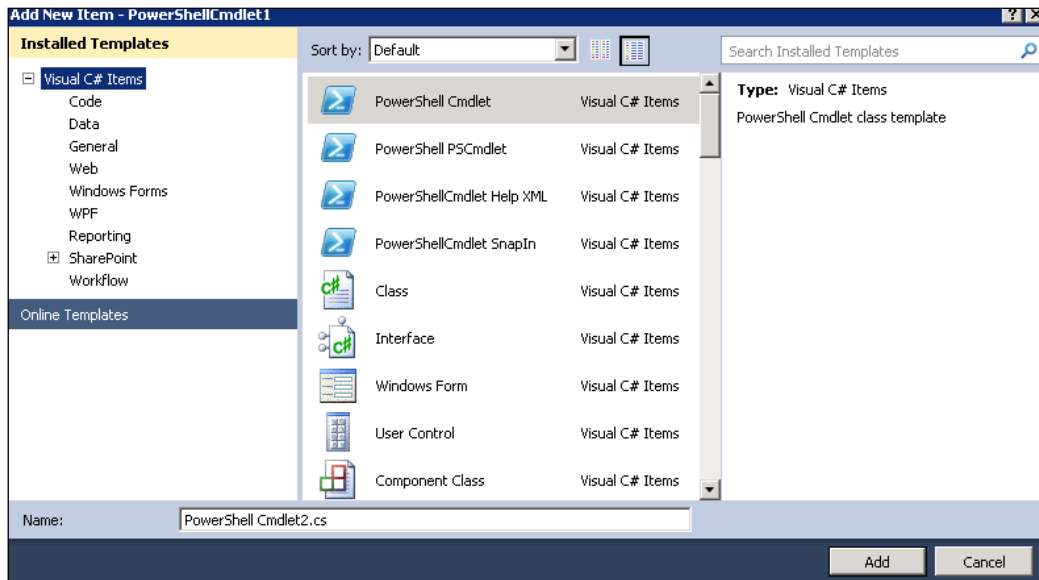 Add New Item - PowerShellCmdlet1
Installed Templates
Sort by: Default
Search Installed Templates
Visual C# Items
Code
Data
General
Web
Windows Forms
WPF
Reporting
SharePoint
Workflow
Online Templates
PowerShell Cmdlet Visual C# Items
PowerShell PSCmdlet Visual C# Items
PowerShellCmdlet Help XML Visual C# Items
PowerShellCmdlet SnapIn Visual C# Items
Class Visual C# Items
Interface Visual C# Items
Windows Form Visual C# Items
User Control Visual C# Items
Component Class Visual C# Items
Type: Visual C# Items
PowerShell Cmdlet class template
Name: PowerShell Cmdlet2.cs
Add Cancel